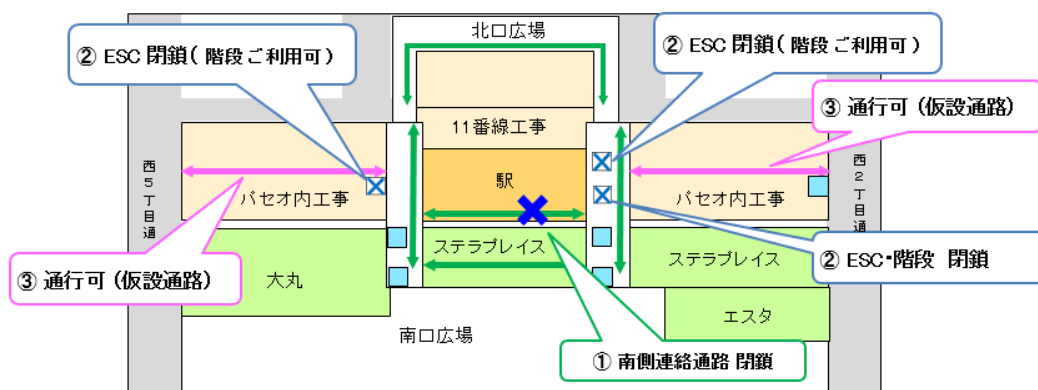 北口広場
② ESC 閉鎖( 階段ご利用可 )
② ESC 閉鎖( 階段ご利用可 )
③ 通行可 (仮設通路)
11番線工事
西5丁目通
西2丁目通
駅
パセオ内工事
パセオ内工事
ステラプレイス
ステラプレイス
② ESC・階段 閉鎖
③ 通行可 (仮設通路)
大丸
エスタ
南口広場
① 南側連絡通路 閉鎖